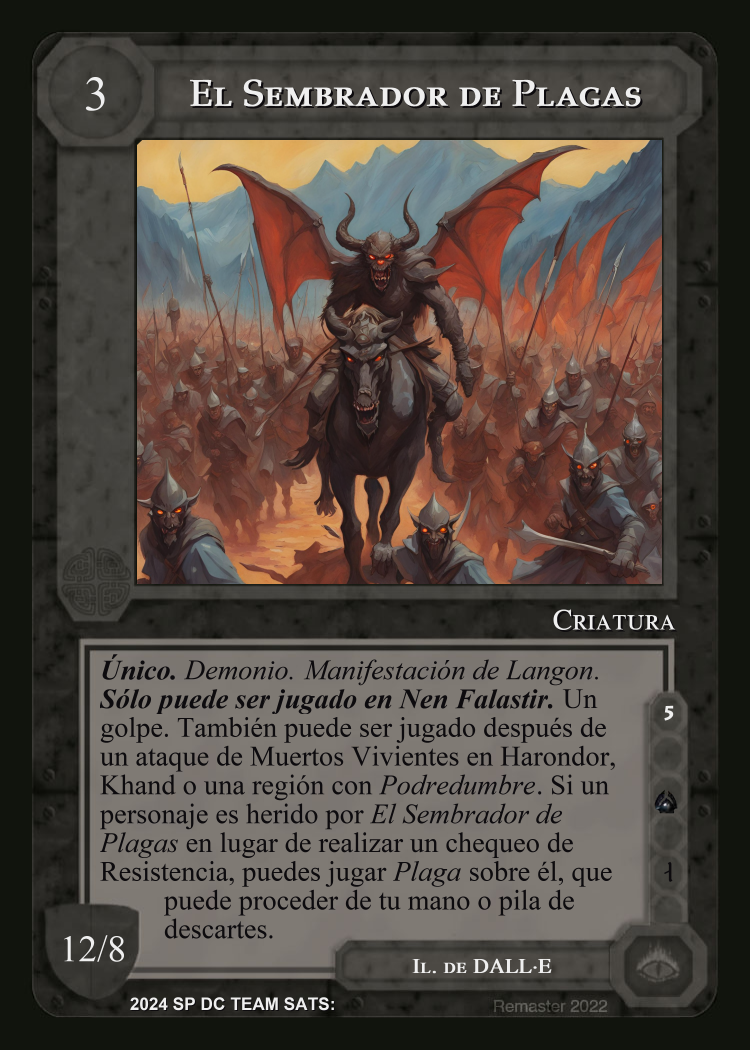 3
El Sembrador de Plagas
Criatura
Único. Demonio. Manifestación de Langon.
Sólo puede ser jugado en Nen Falastir. Un
golpe. También puede ser jugado después de
un ataque de Muertos Vivientes en Harondor,
Khand o una región con Podredumbre. Si un
personaje es herido por El Sembrador de
Plagas en lugar de realizar un chequeo de
Resistencia, puedes jugar Plaga sobre él, que
puede proceder de tu mano o pila de
descartes.
5
12/8
Il. de DALL·E
2024 SP DC TEAM SATS:
Remaster 2022